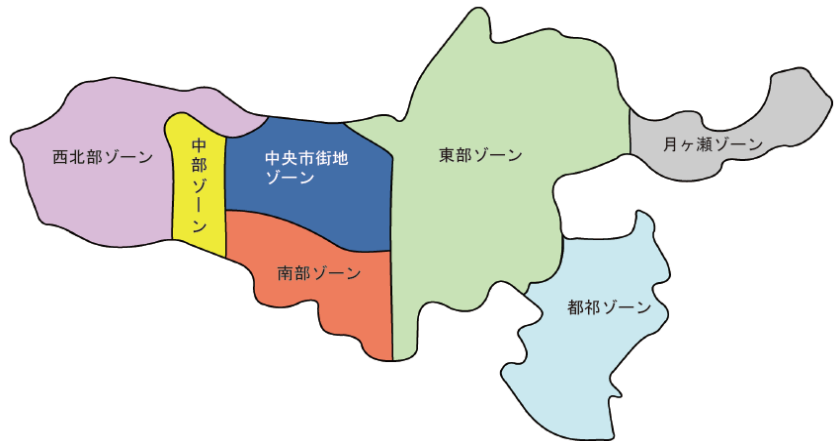 西北部ゾーン
中部ゾーン
中央市街地
ゾーン
南部ゾーン
東部ゾーン
月ヶ瀬ゾーン
都祁ゾーン